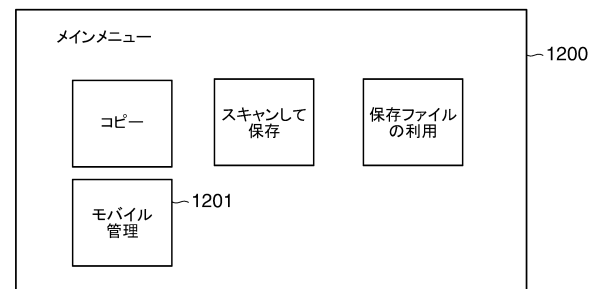 メインメニュー
1200
コピー
スキャンして
保存
保存ファイル
の利用
1201
モバイル
管理